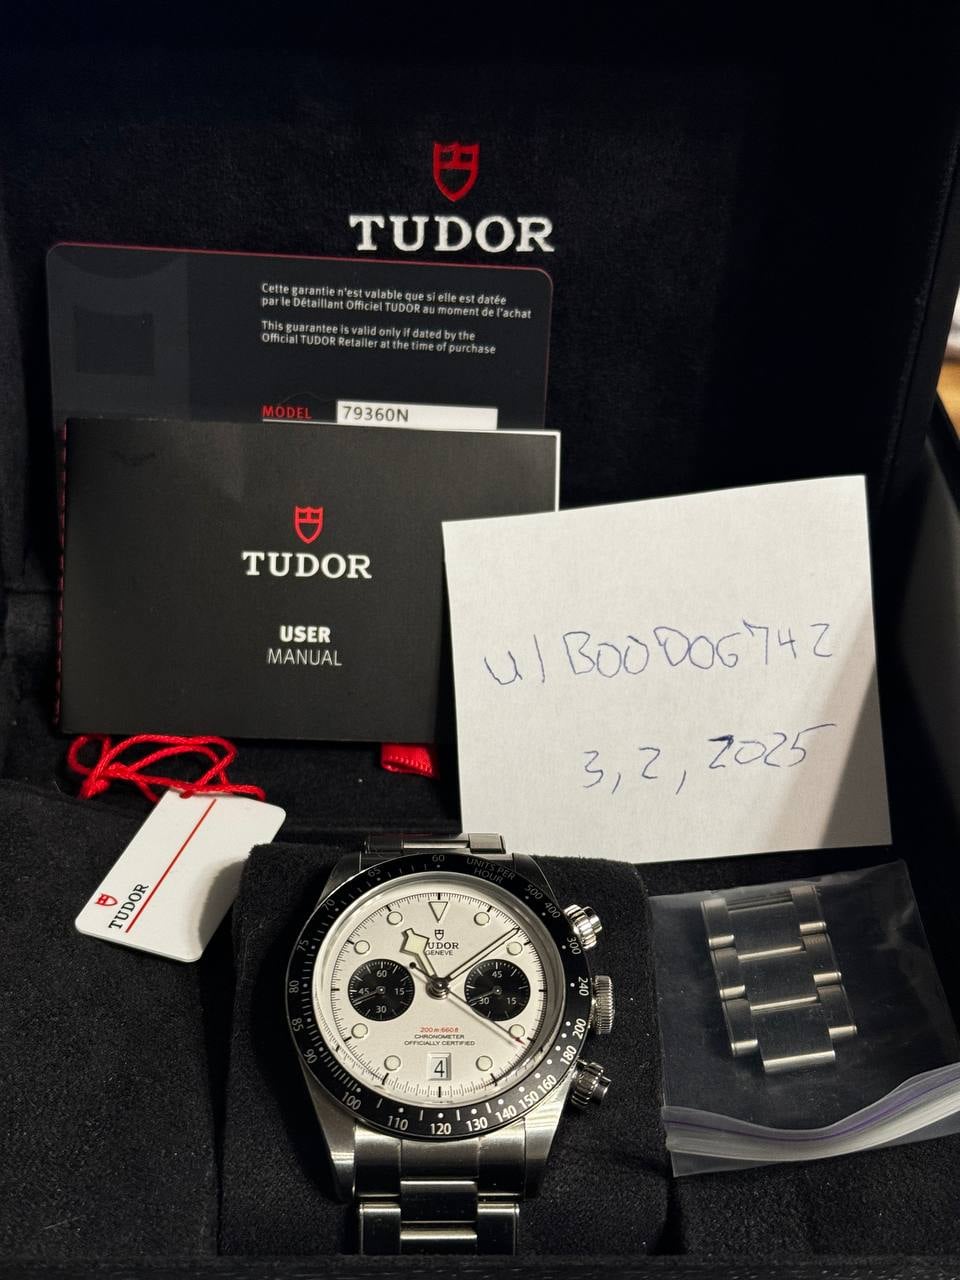 TUDOR
Cette garantie n'est valable que si elle est datée
par le Détaillant Officiel TUDOR au moment de l'achat
This guarantee is valid only if dated by the
Official TUDOR Retailer at the time of purchase
MODEL 79360N
TUDOR
USER
MANUAL
u/BOODOG742
3,2,2025
TUDOR
60
UNITS PER
HOUR
500
400
300
240
200
180
160
150
140
130
120
110
100
90
85
80
75
70
65
TUDOR
GENEVE
60
45 15
30
45
30 15
200m:660ft
CHRONOMETER
OFFICIALLY CERTIFIED
4